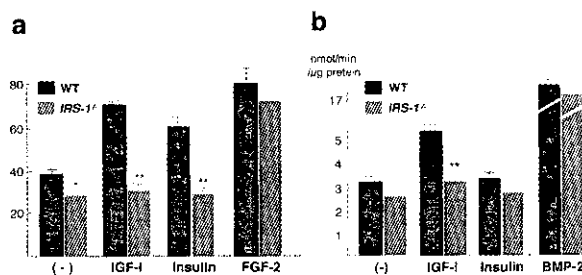 a
80
60
40
20
WT
IRS-1-/-
*
**
**
(-) IGF-I Insulin FGF-2
b
nmol/min
/µg protein
17
5
4
3
2
1
WT
IRS-1-/-
**
(-) IGF-I Insulin BMP-2